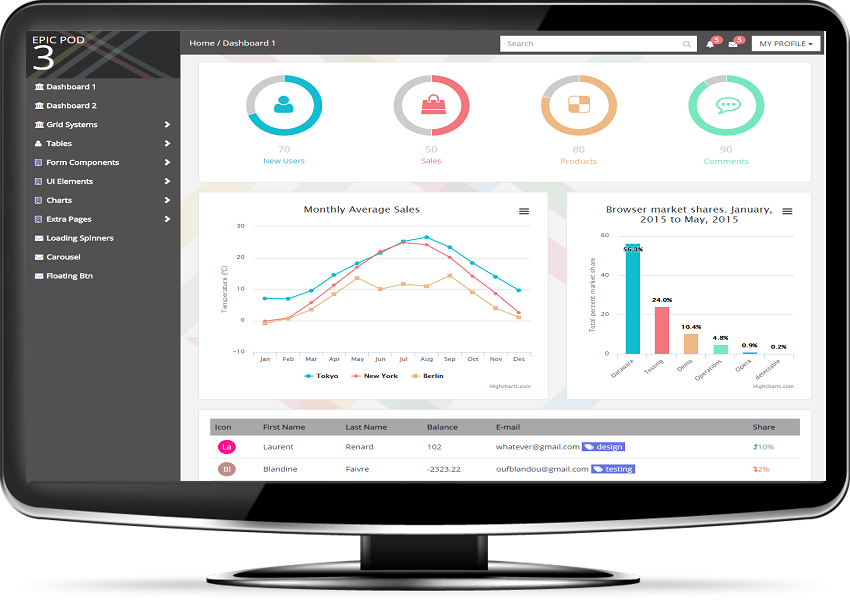 EPIC POD
3
Home / Dashboard 1
Search
5
5
MY PROFILE
Dashboard 1
Dashboard 2
Grid Systems
Tables
Form Components
UI Elements
Charts
Extra Pages
Loading Spinners
Carousel
Floating Btn
70
New Users
50
Sales
80
Products
90
Comments
Monthly Average Sales
30
20
10
0
-10
Temperature (°C)
Jan Feb Mar Apr May Jun Jul Aug Sep Oct Nov Dec
Tokyo New York Berlin
Highcharts.com
Browser market shares. January,
2015 to May, 2015
60
40
20
0
Total percent market share
56.3%
24.0%
10.4%
4.8%
0.9%
0.2%
Dataware Testing Demo Operations Opera detectable
Highcharts.com
Icon First Name Last Name Balance E-mail Share
La Laurent Renard 102 whatever@gmail.com design 10%
Bl Blandine Faivre -2323.22 oufblandou@gmail.com testing 2%